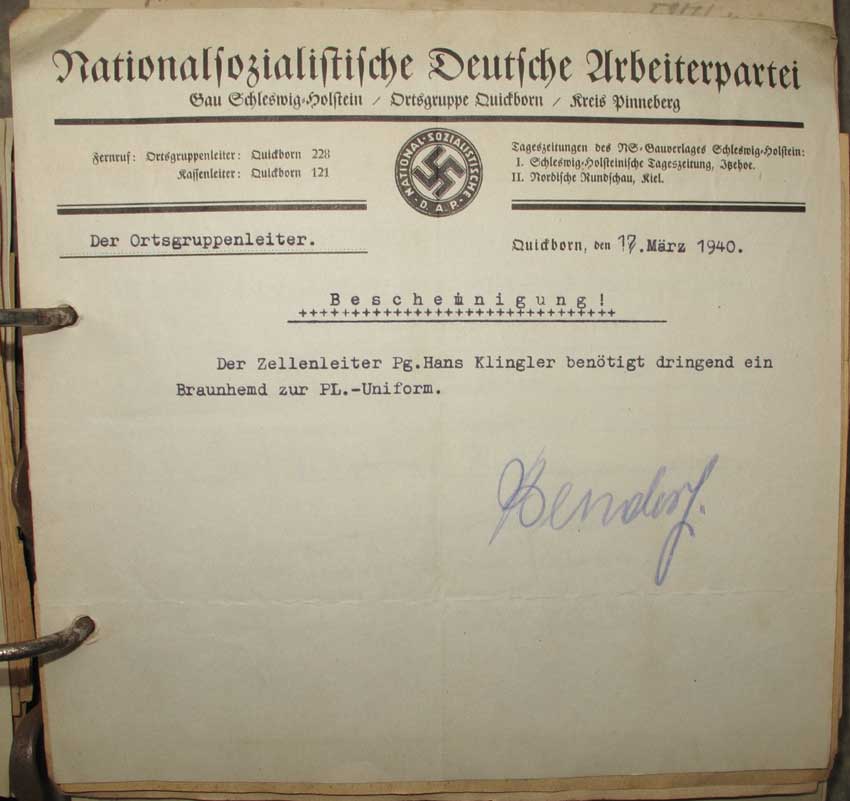 Nationalsozialistische Deutsche Arbeiterpartei
Gau Schleswig-Holstein / Ortsgruppe Quickborn / Kreis Pinneberg
Fernruf: Ortsgruppenleiter: Quickborn 228
Kassenleiter: Quickborn 121
NATIONAL-SOZIALISTISCHE
D.A.P.
Tageszeitungen des NS-Gauverlages Schleswig-Holstein:
I. Schleswig-Holsteinische Tageszeitung, Itzehoe.
II. Nordische Rundschau, Kiel.
Der Ortsgruppenleiter.
Quickborn, den 17.März 1940.
Bescheinigung!
++++++++++++++++++++++++++++++
Der Zellenleiter Pg.Hans Klingler benötigt dringend ein
Braunhemd zur PL.-Uniform.